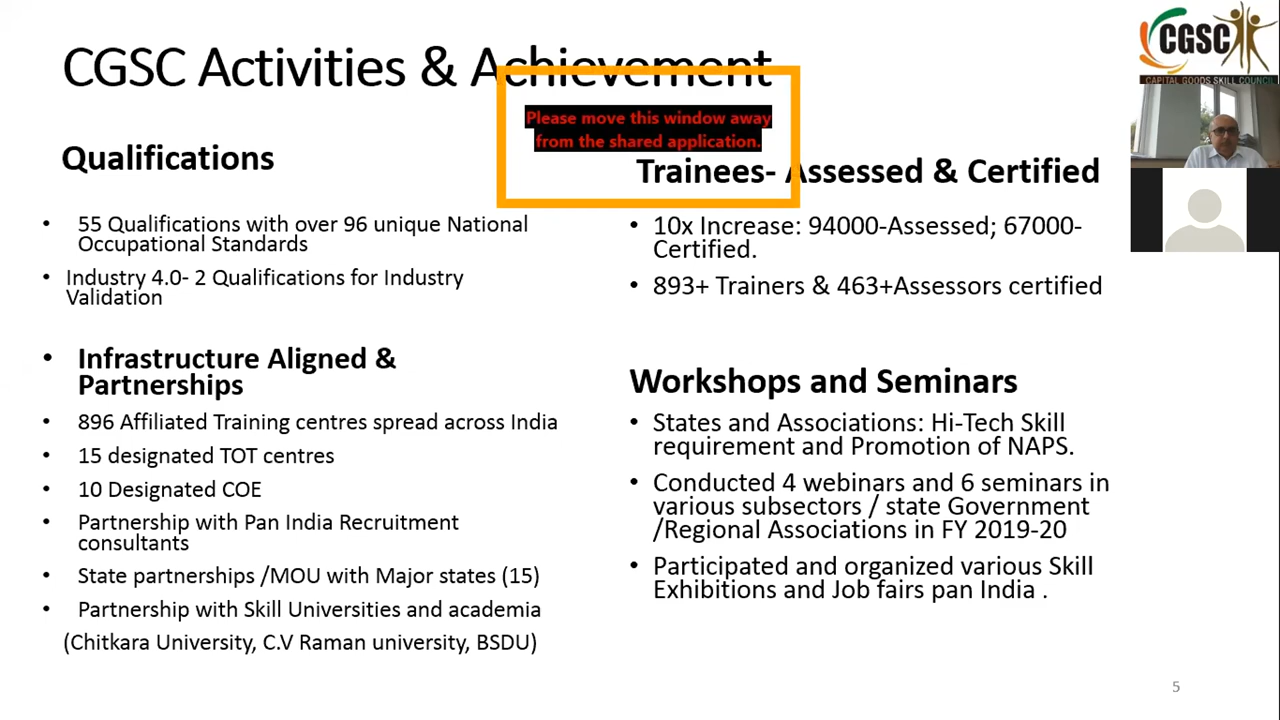 CGSC Activities & Achievement
CGSC
CAPITAL GOODS SKILL COUNCIL
Please move this window away
from the shared application.
Qualifications
• 55 Qualifications with over 96 unique National
Occupational Standards
• Industry 4.0- 2 Qualifications for Industry
Validation
• Infrastructure Aligned &
Partnerships
• 896 Affiliated Training centres spread across India
• 15 designated TOT centres
• 10 Designated COE
• Partnership with Pan India Recruitment
consultants
• State partnerships /MOU with Major states (15)
• Partnership with Skill Universities and academia
(Chitkara University, C.V Raman university, BSDU)
Trainees- Assessed & Certified
• 10x Increase: 94000-Assessed; 67000-
Certified.
• 893+ Trainers & 463+Assessors certified
Workshops and Seminars
• States and Associations: Hi-Tech Skill
requirement and Promotion of NAPS.
• Conducted 4 webinars and 6 seminars in
various subsectors / state Government
/Regional Associations in FY 2019-20
• Participated and organized various Skill
Exhibitions and Job fairs pan India .
5